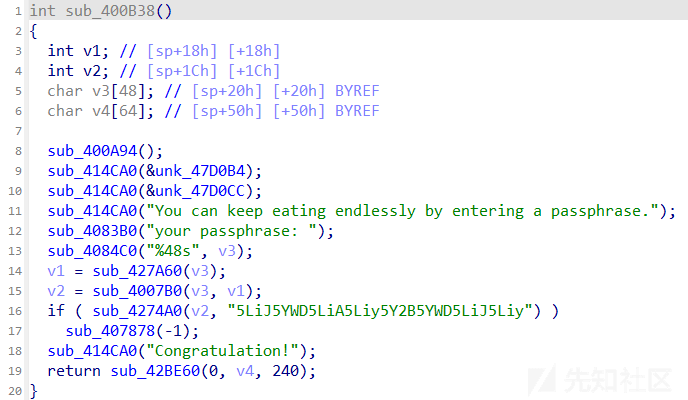 1 int sub_400B38()
2 {
3 int v1; // [sp+18h] [+18h]
4 int v2; // [sp+1Ch] [+1Ch]
5 char v3[48]; // [sp+20h] [+20h] BYREF
6 char v4[64]; // [sp+50h] [+50h] BYREF
7
8 sub_400A94();
9 sub_414CA0(&unk_47D0B4);
10 sub_414CA0(&unk_47D0CC);
11 sub_414CA0("You can keep eating endlessly by entering a passphrase.");
12 sub_4083B0("your passphrase: ");
13 sub_4084C0("%48s", v3);
14 v1 = sub_427A60(v3);
15 v2 = sub_4007B0(v3, v1);
16 if ( sub_4274A0(v2, "5LiJ5YWD5LiA5Liy5Y2B5YWD5LiJ5Liy") )
17 sub_407878(-1);
18 sub_414CA0("Congratulation!");
19 return sub_42BE60(0, v4, 240);
20 }
先知社区